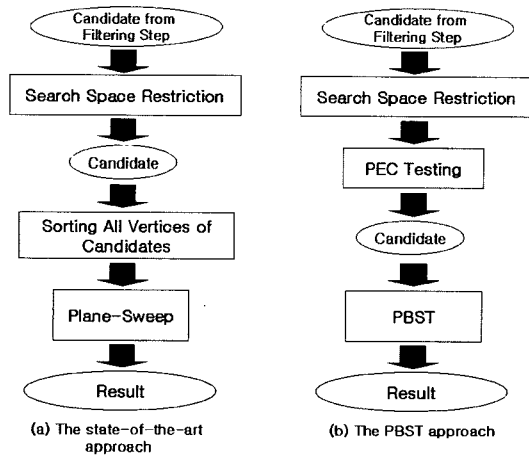 Candidate from
Filtering Step
Search Space Restriction
Candidate
Sorting All Vertices of
Candidates
Plane-Sweep
Result
(a) The state-of-the-art
approach
Candidate from
Filtering Step
Search Space Restriction
PEC Testing
Candidate
PBST
Result
(b) The PBST approach